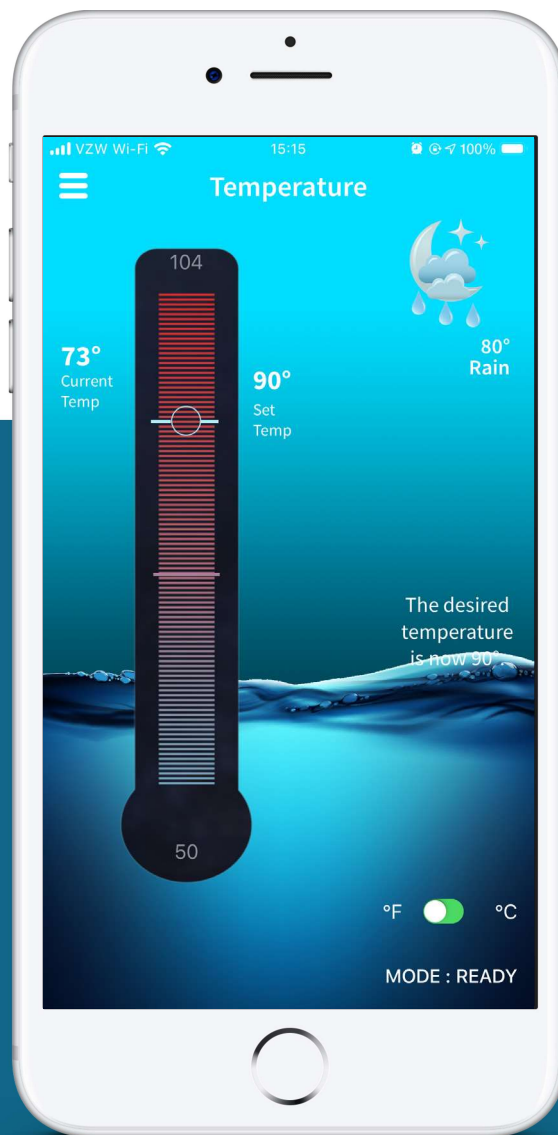 VZW Wi-Fi 15:15 100%
Temperature
104
80°
Rain
73°
Current
Temp
90°
Set
Temp
The desired
temperature
is now 90°.
50
°F °C
MODE : READY